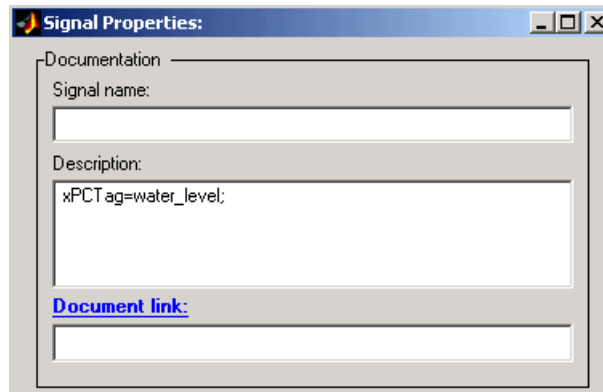 Signal Properties:
Documentation
Signal name:
Description:
xPCTag=water_level;
Document link: